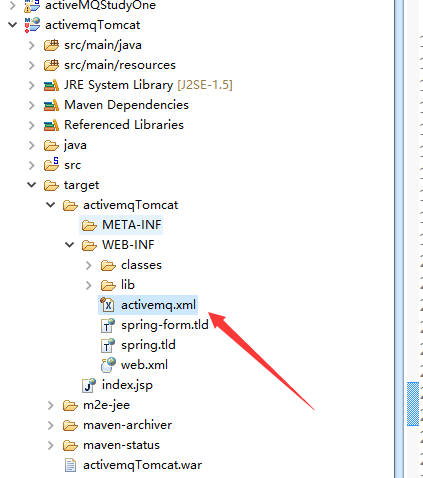 activeMQStudyOne
activemqTomcat
src/main/java
src/main/resources
JRE System Library [J2SE-1.5]
Maven Dependencies
Referenced Libraries
java
src
target
activemqTomcat
META-INF
WEB-INF
classes
lib
activemq.xml
spring-form.tld
spring.tld
web.xml
index.jsp
m2e-jee
maven-archiver
maven-status
activemqTomcat.war